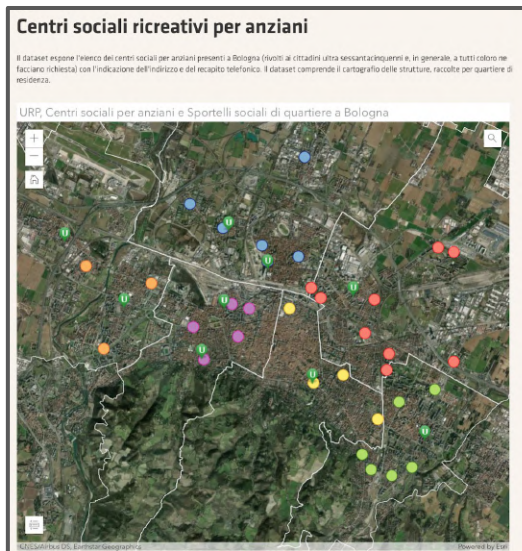 Centri sociali ricreativi per anziani
Il dataset espone l'elenco dei centri sociali per anziani presenti a Bologna (rivolti ai cittadini ultra sessantacinquenni e, in generale, a tutti coloro ne
facciano richiesta) con l'indicazione dell'indirizzo e del recapito telefonico. Il dataset comprende il cartografio delle strutture, raccolte per quartiere di
residenza.
URP, Centri sociali per anziani e Sportelli sociali di quartiere a Bologna
U
U
U
U
U
U
U
U
U
Earthstar Geographics
Powered by Esri